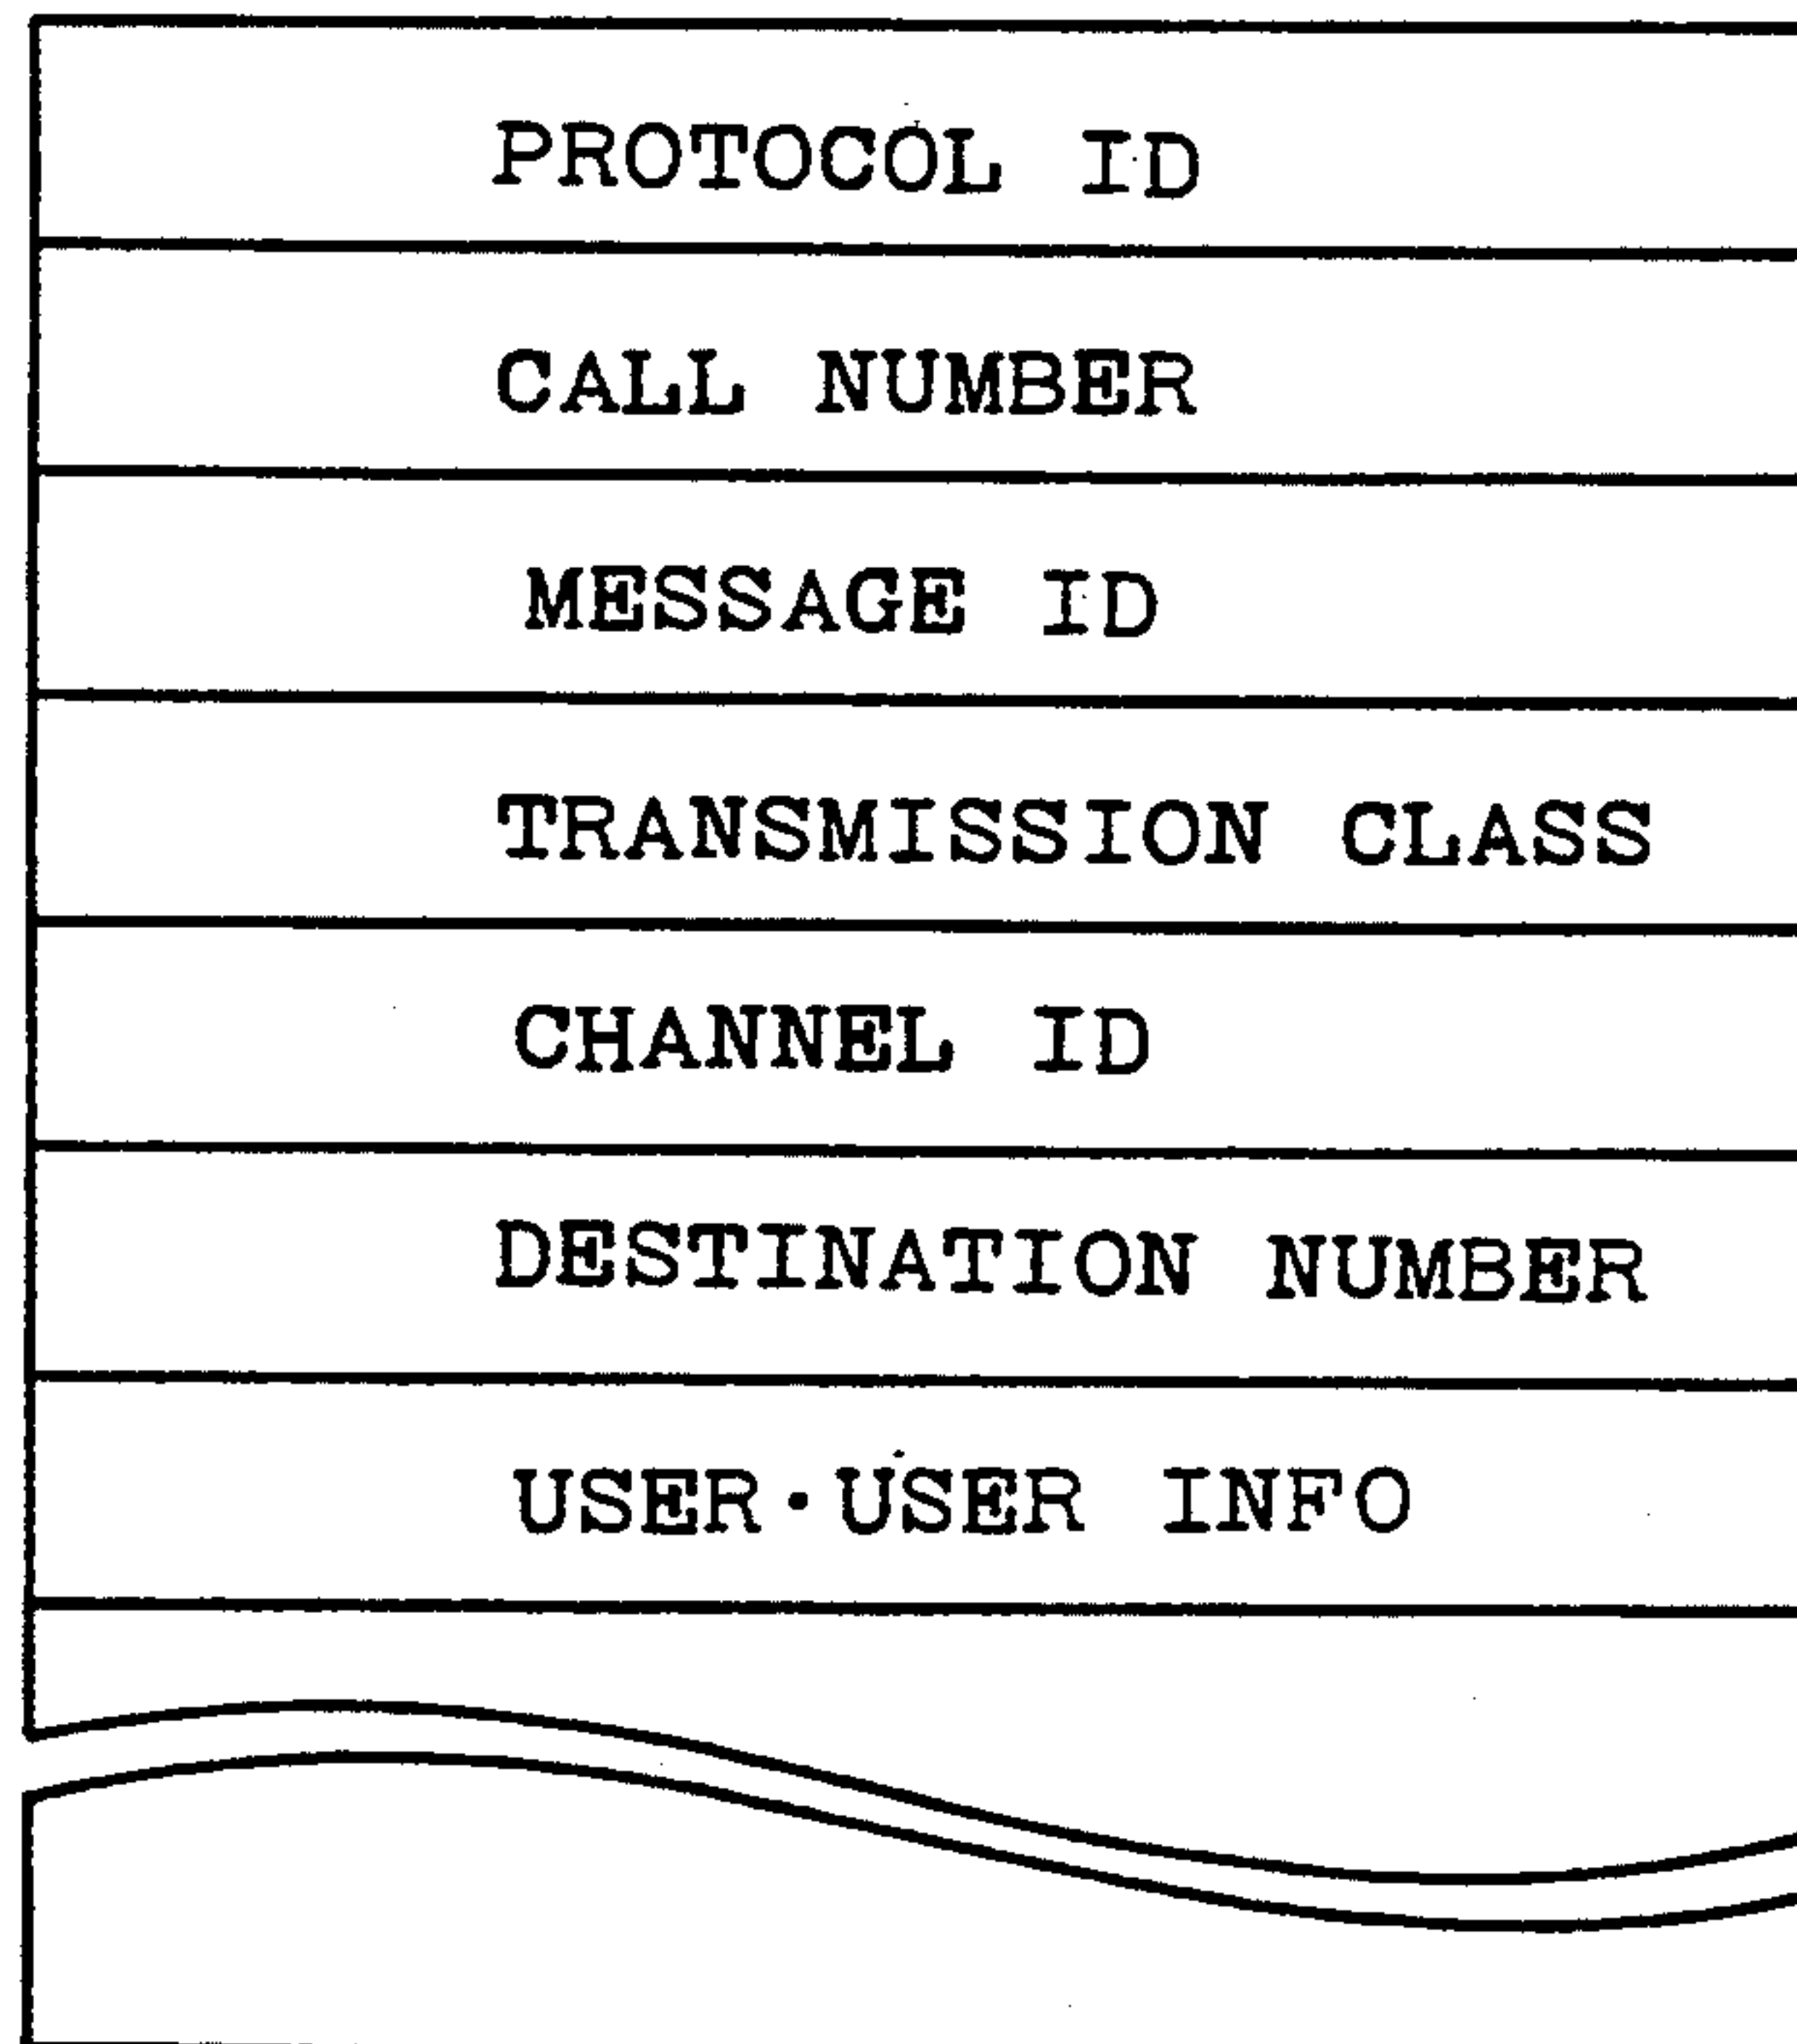 PROTOCOL ID
CALL NUMBER
MESSAGE ID
TRANSMISSION CLASS
CHANNEL ID
DESTINATION NUMBER
USER·USER INFO